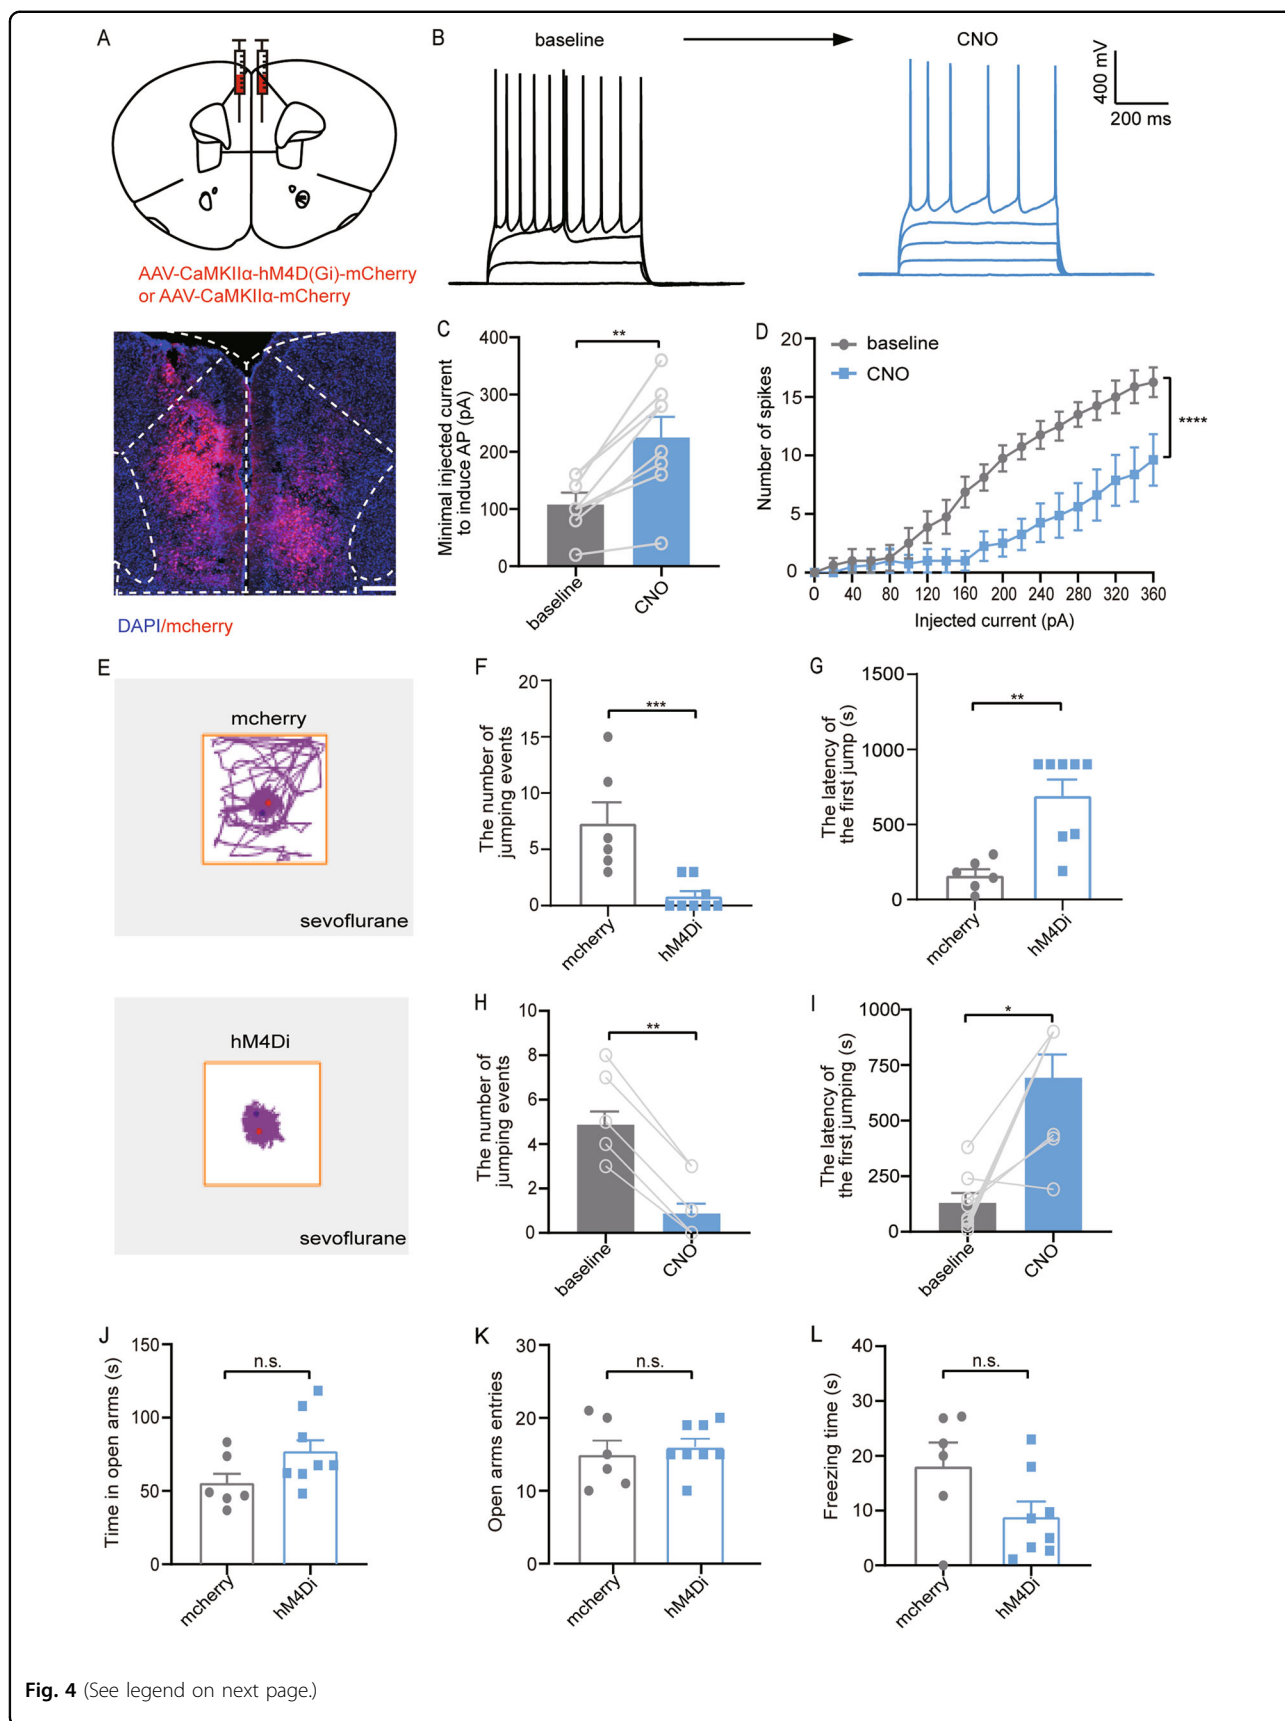 A
AAV-CaMKIIα-hM4D(Gi)-mCherry
or AAV-CaMKIIα-mCherry
DAPI/mcherry
B
baseline
CNO
400 mV
200 ms
C
Minimal injected current
to induce AP (pA)
400
300
200
100
0
**
baseline
CNO
D
Number of spikes
20
15
10
5
0
baseline
CNO
****
0 40 80 120 160 200 240 280 320 360
Injected current (pA)
E
mcherry
sevoflurane
hM4Di
sevoflurane
F
The number of
jumping events
20
15
10
5
0
***
mcherry
hM4Di
G
The latency of
the first jump (s)
1500
1000
500
0
**
mcherry
hM4Di
H
The number of
jumping events
10
8
6
4
2
0
**
baseline
CNO
I
The latency of
the first jumping (s)
1000
750
500
250
0
*
baseline
CNO
J
Time in open arms (s)
150
100
50
0
n.s.
mcherry
hM4Di
K
Open arms entries
30
20
10
0
n.s.
mcherry
hM4Di
L
Freezing time (s)
40
30
20
10
0
n.s.
mcherry
hM4Di
Fig. 4 (See legend on next page.)